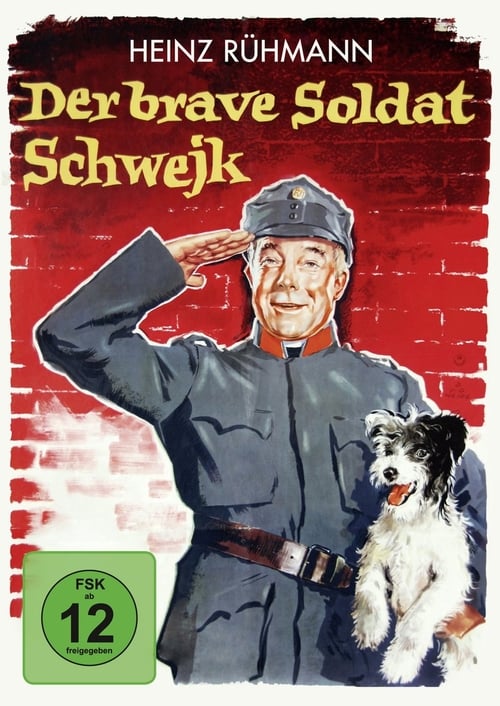 HEINZ RÜHMANN
Der brave Soldat
Schwejk
FSK
ab
12
freigegeben